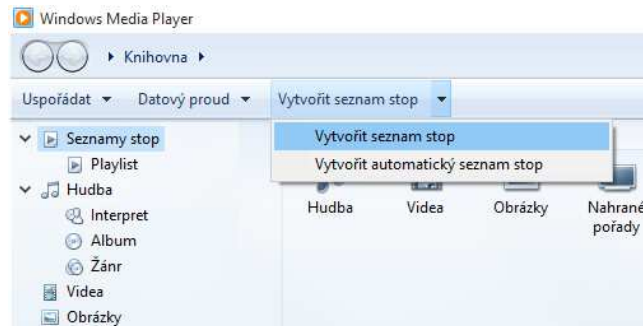 Windows Media Player
Knihovna
Uspořádat Datový proud Vytvořit seznam stop
Vytvořit seznam stop
Vytvořit automatický seznam stop
Seznamy stop
Playlist
Hudba
Interpret
Album
Žánr
Videa
Obrázky
Hudba Videa Obrázky Nahrané
pořady